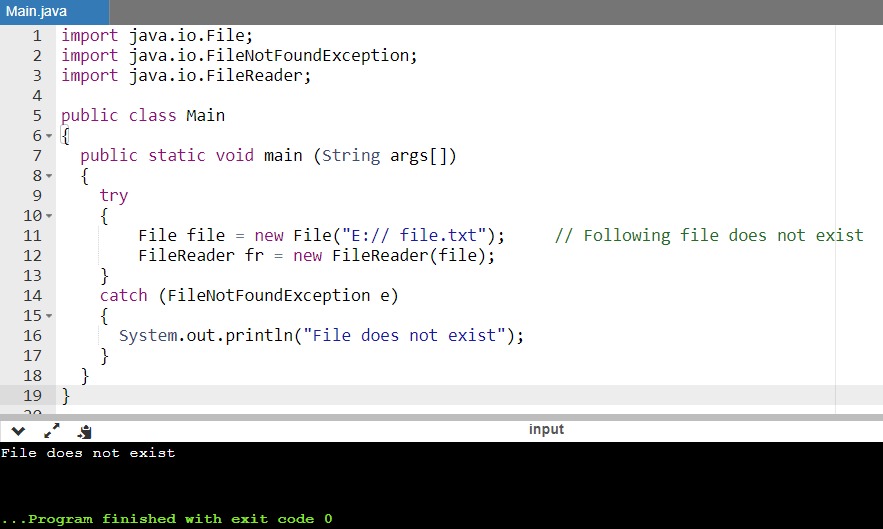 Main.java
1 import java.io.File;
2 import java.io.FileNotFoundException;
3 import java.io.FileReader;
4
5 public class Main
6 {
7   public static void main (String args[])
8   {
9     try
10     {
11         File file = new File("E:// file.txt");     // Following file does not exist
12         FileReader fr = new FileReader(file);
13     }
14     catch (FileNotFoundException e)
15     {
16       System.out.println("File does not exist");
17     }
18   }
19 }
input
File does not exist
...Program finished with exit code 0